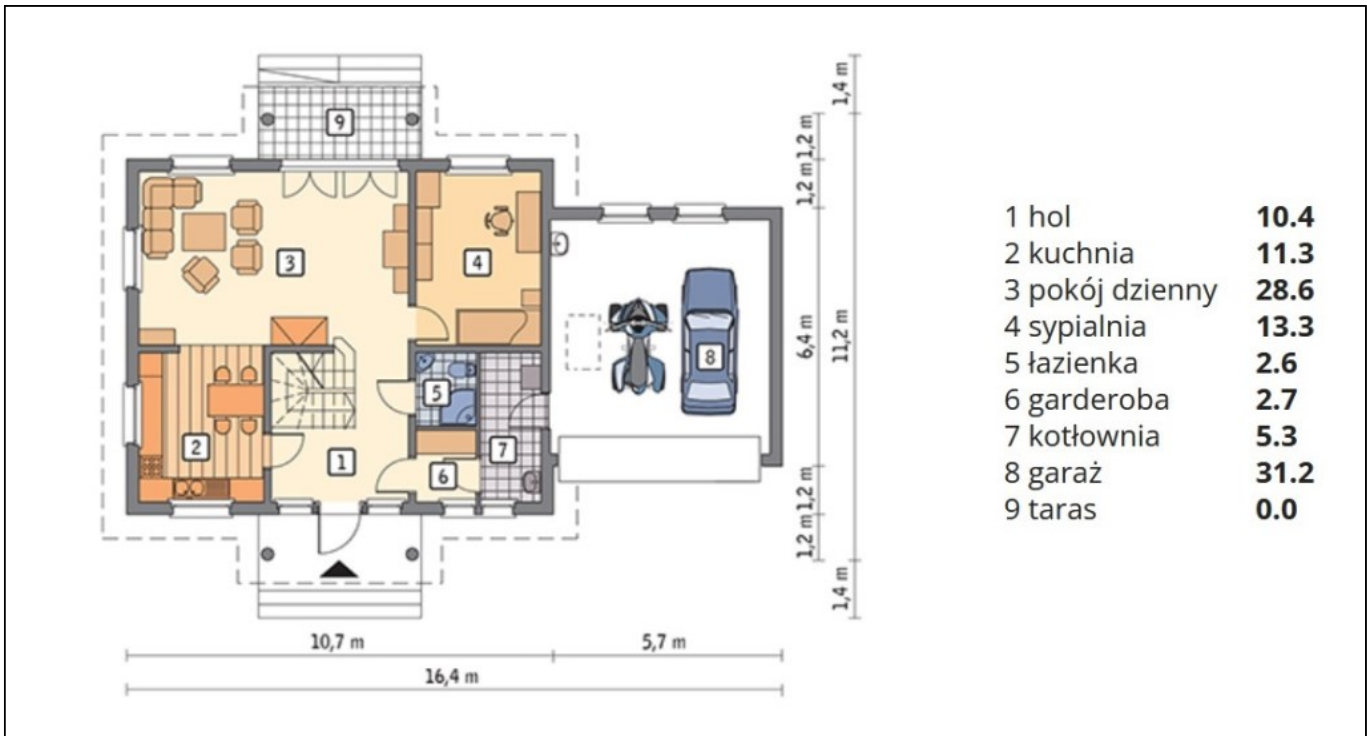 9
3
4
8
5
2
1
6
7
1,4 m
1,2 m
1,2 m
6,4 m
11,2 m
1,2 m
1,2 m
1,4 m
10,7 m 5,7 m
16,4 m
1 hol 10.4
2 kuchnia 11.3
3 pokój dzienny 28.6
4 sypialnia 13.3
5 łazienka 2.6
6 garderoba 2.7
7 kotłownia 5.3
8 garaż 31.2
9 taras 0.0